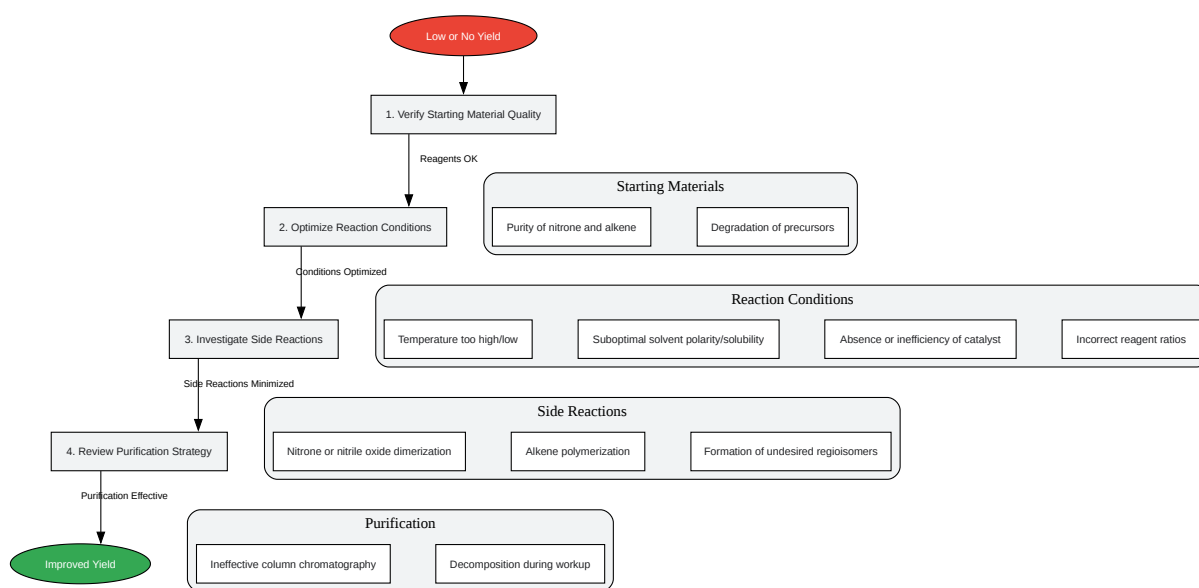 Low or No Yield
1. Verify Starting Material Quality
Reagents OK
Starting Materials
Purity of nitrone and alkene
Degradation of precursors
2. Optimize Reaction Conditions
Conditions Optimized
Reaction Conditions
Temperature too high/low
Suboptimal solvent polarity/solubility
Absence or inefficiency of catalyst
Incorrect reagent ratios
3. Investigate Side Reactions
Side Reactions Minimized
Side Reactions
Nitrone or nitrile oxide dimerization
Alkene polymerization
Formation of undesired regioisomers
4. Review Purification Strategy
Purification Effective
Purification
Ineffective column chromatography
Decomposition during workup
Improved Yield